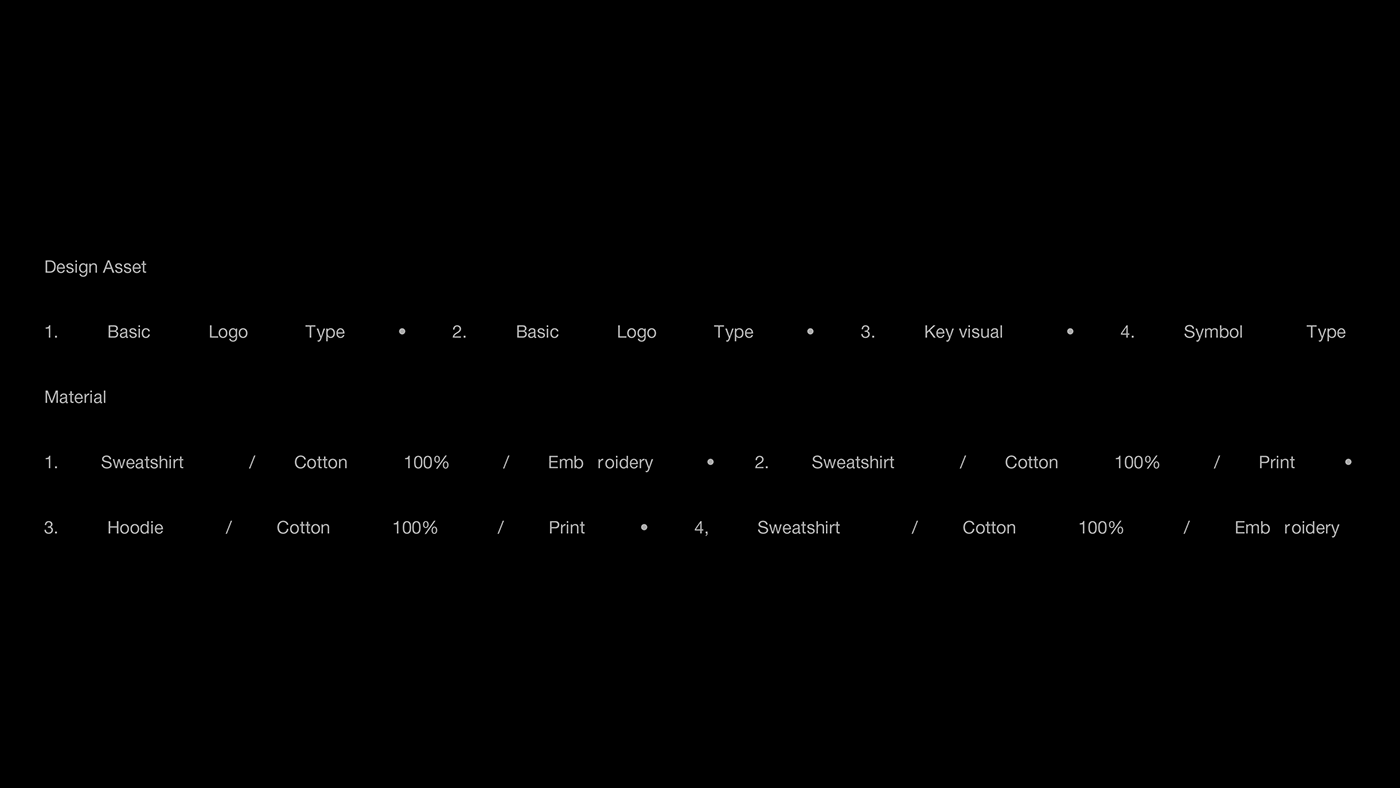 Design Asset
1. Basic Logo Type • 2. Basic Logo Type • 3. Key visual • 4. Symbol Type
Material
1. Sweatshirt / Cotton 100% / Emb roidery • 2. Sweatshirt / Cotton 100% / Print •
3. Hoodie / Cotton 100% / Print • 4, Sweatshirt / Cotton 100% / Emb roidery